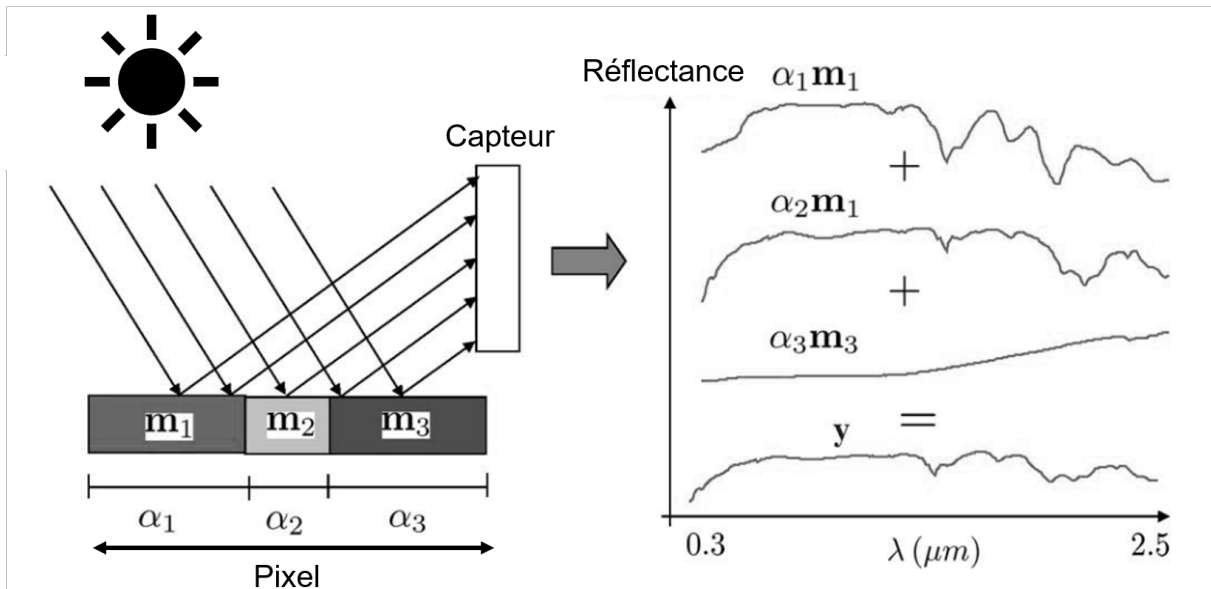 Réflectance
α₁m₁
Capteur
+
α₂m₁
+
α₃m₃
m₁ m₂ m₃
y =
α₁ α₂ α₃
0.3 λ (μm) 2.5
Pixel